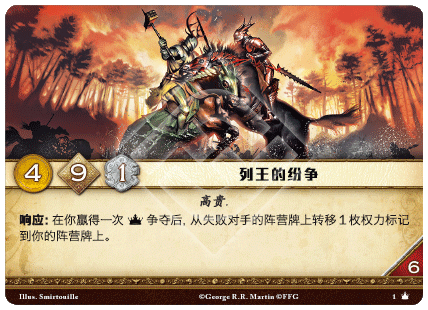 4 9 1 列王的纷争
高贵.
响应: 在你赢得一次 争夺后, 从失败对手的阵营牌上转移 1 枚权力标记
到你的阵营牌上。
6
Illus. Smirtouille ©George R.R. Martin ©FFG 1